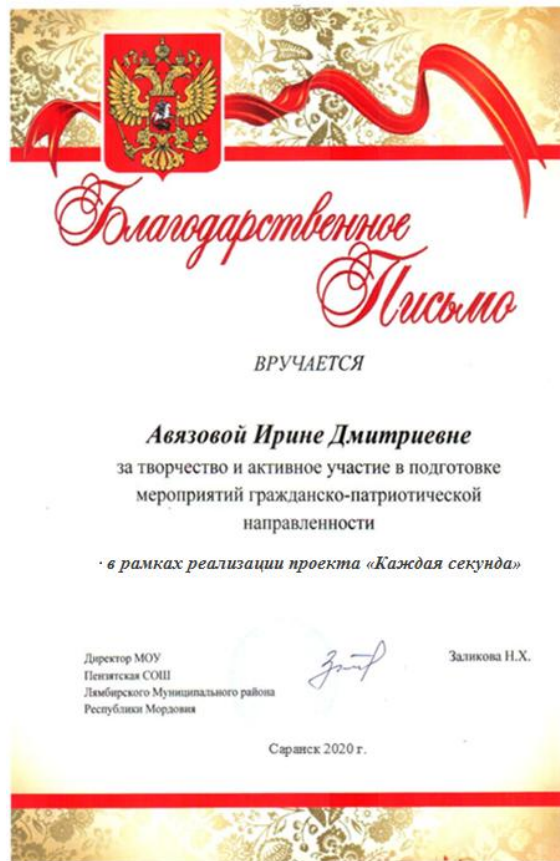 Благодарственное
Письмо
ВРУЧАЕТСЯ
Авязовой Ирине Дмитриевне
за творчество и активное участие в подготовке
мероприятий гражданско-патриотической
направленности
· в рамках реализации проекта «Каждая секунда»
Директор МОУ
Пензятская СОШ
Лямбирского Муниципального района
Республики Мордовия
Заликова Н.Х.
Саранск 2020 г.